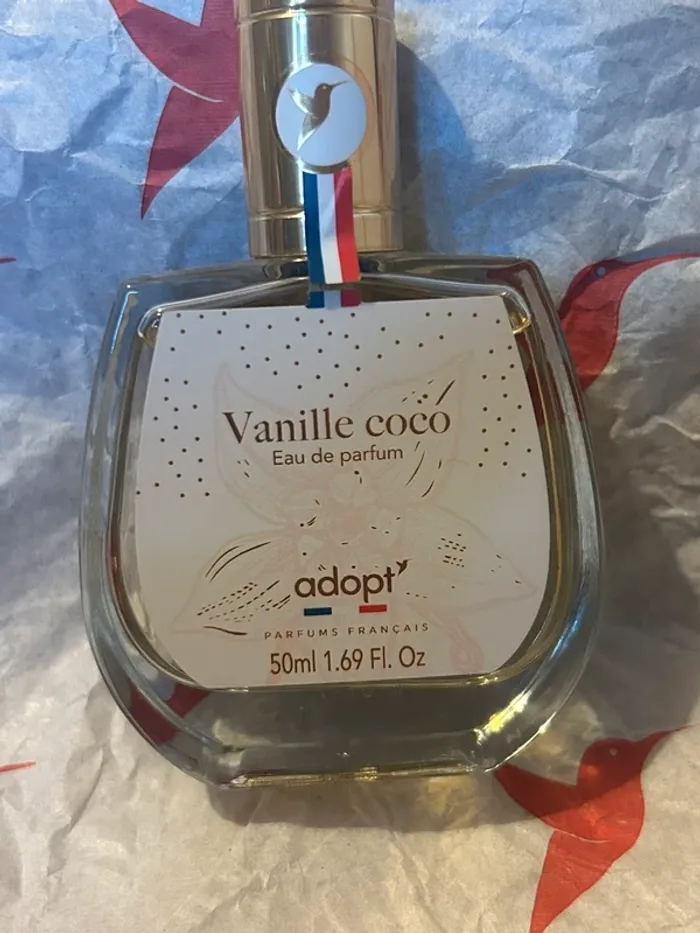 Vanille coco
Eau de parfum
adopt'
PARFUMS FRANÇAIS
50ml 1.69 Fl. Oz